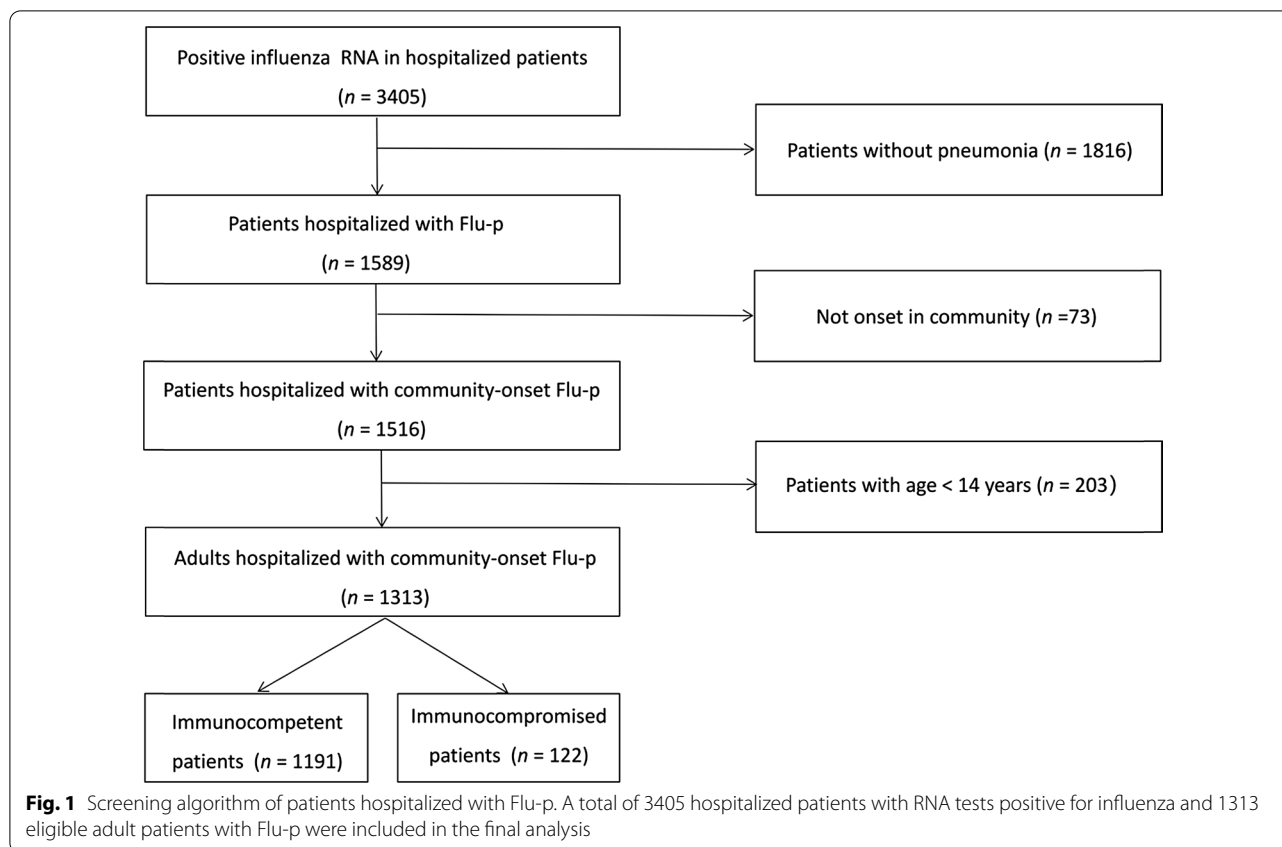 Positive influenza RNA in hospitalized patients
(n = 3405)
Patients without pneumonia (n = 1816)
Patients hospitalized with Flu-p
(n = 1589)
Not onset in community (n =73)
Patients hospitalized with community-onset Flu-p
(n = 1516)
Patients with age < 14 years (n = 203)
Adults hospitalized with community-onset Flu-p
(n = 1313)
Immunocompetent
patients (n = 1191)
Immunocompromised
patients (n = 122)
Fig. 1 Screening algorithm of patients hospitalized with Flu-p. A total of 3405 hospitalized patients with RNA tests positive for influenza and 1313
eligible adult patients with Flu-p were included in the final analysis